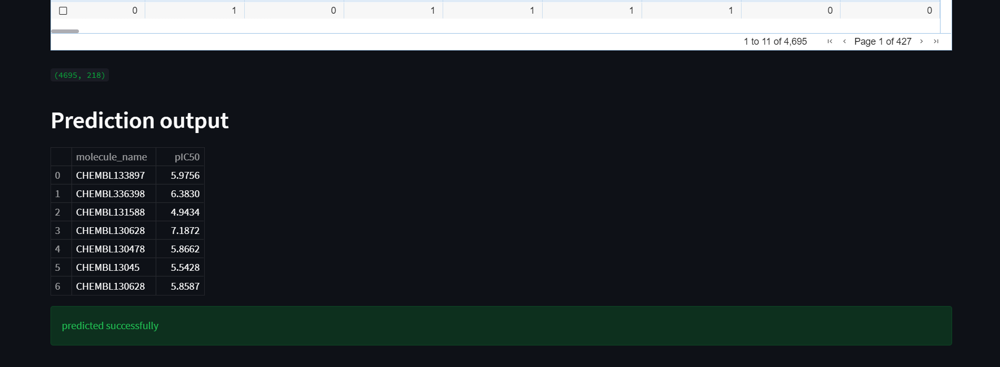 0 1 0 1 1 1 1 0 0
1 to 11 of 4,695 Page 1 of 427
(4695, 218)
Prediction output
molecule_name pIC50
0 CHEMBL133897 5.9756
1 CHEMBL336398 6.3830
2 CHEMBL131588 4.9434
3 CHEMBL130628 7.1872
4 CHEMBL130478 5.8662
5 CHEMBL13045 5.5428
6 CHEMBL130628 5.8587
predicted successfully